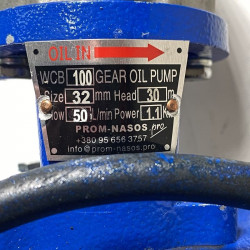 OIL IN
WCB 100 GEAR OIL PUMP
Size 32 mm Head 30 m
Flow 50 L/min Power 1.1 k
PROM-NASOS pro
+380 95 656 3757
info@prom-nasos.pro